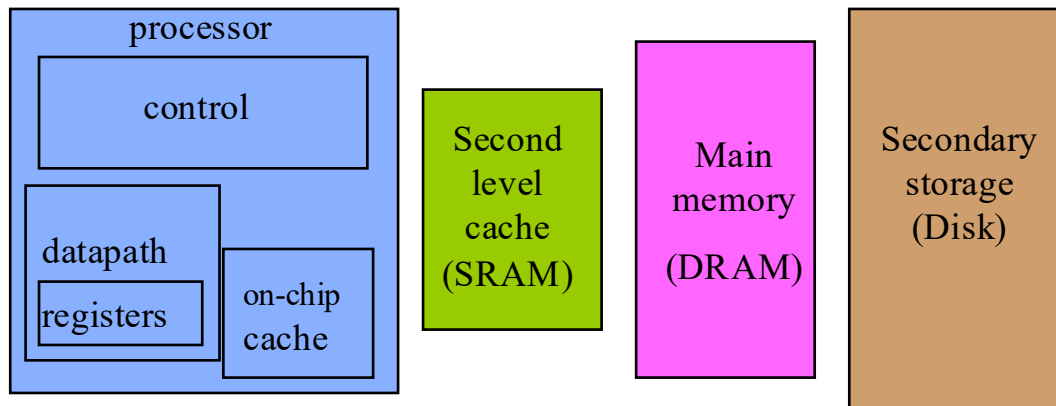 processor
control
datapath
registers
on-chip
cache
Second
level
cache
(SRAM)
Main
memory
(DRAM)
Secondary
storage
(Disk)